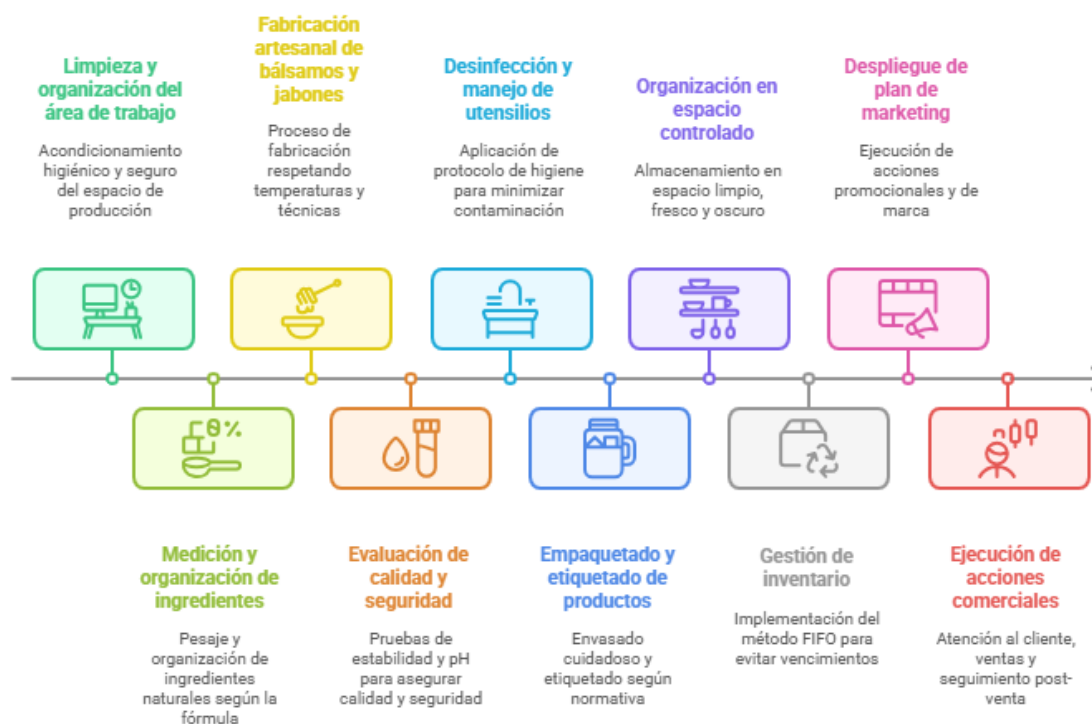 Limpieza y
organización del
área de trabajo
Acondicionamiento
higiénico y seguro
del espacio de
producción
Fabricación
artesanal de
bálsamos y
jabones
Proceso de
fabricación
respetando
temperaturas y
técnicas
Desinfección y
manejo de
utensilios
Aplicación de
protocolo de higiene
para minimizar
contaminación
Organización en
espacio
controlado
Almacenamiento en
espacio limpio,
fresco y oscuro
Despliegue de
plan de
marketing
Ejecución de
acciones
promocionales y de
marca
0%
Medición y
organización de
ingredientes
Pesaje y
organización de
ingredientes
naturales según la
fórmula
Evaluación de
calidad y
seguridad
Pruebas de
estabilidad y pH
para asegurar
calidad y seguridad
Empaquetado y
etiquetado de
productos
Envasado
cuidadoso y
etiquetado según
normativa
Gestión de
inventario
Implementación del
método FIFO para
evitar vencimientos
Ejecución de
acciones
comerciales
Atención al cliente,
ventas y
seguimiento post-
venta